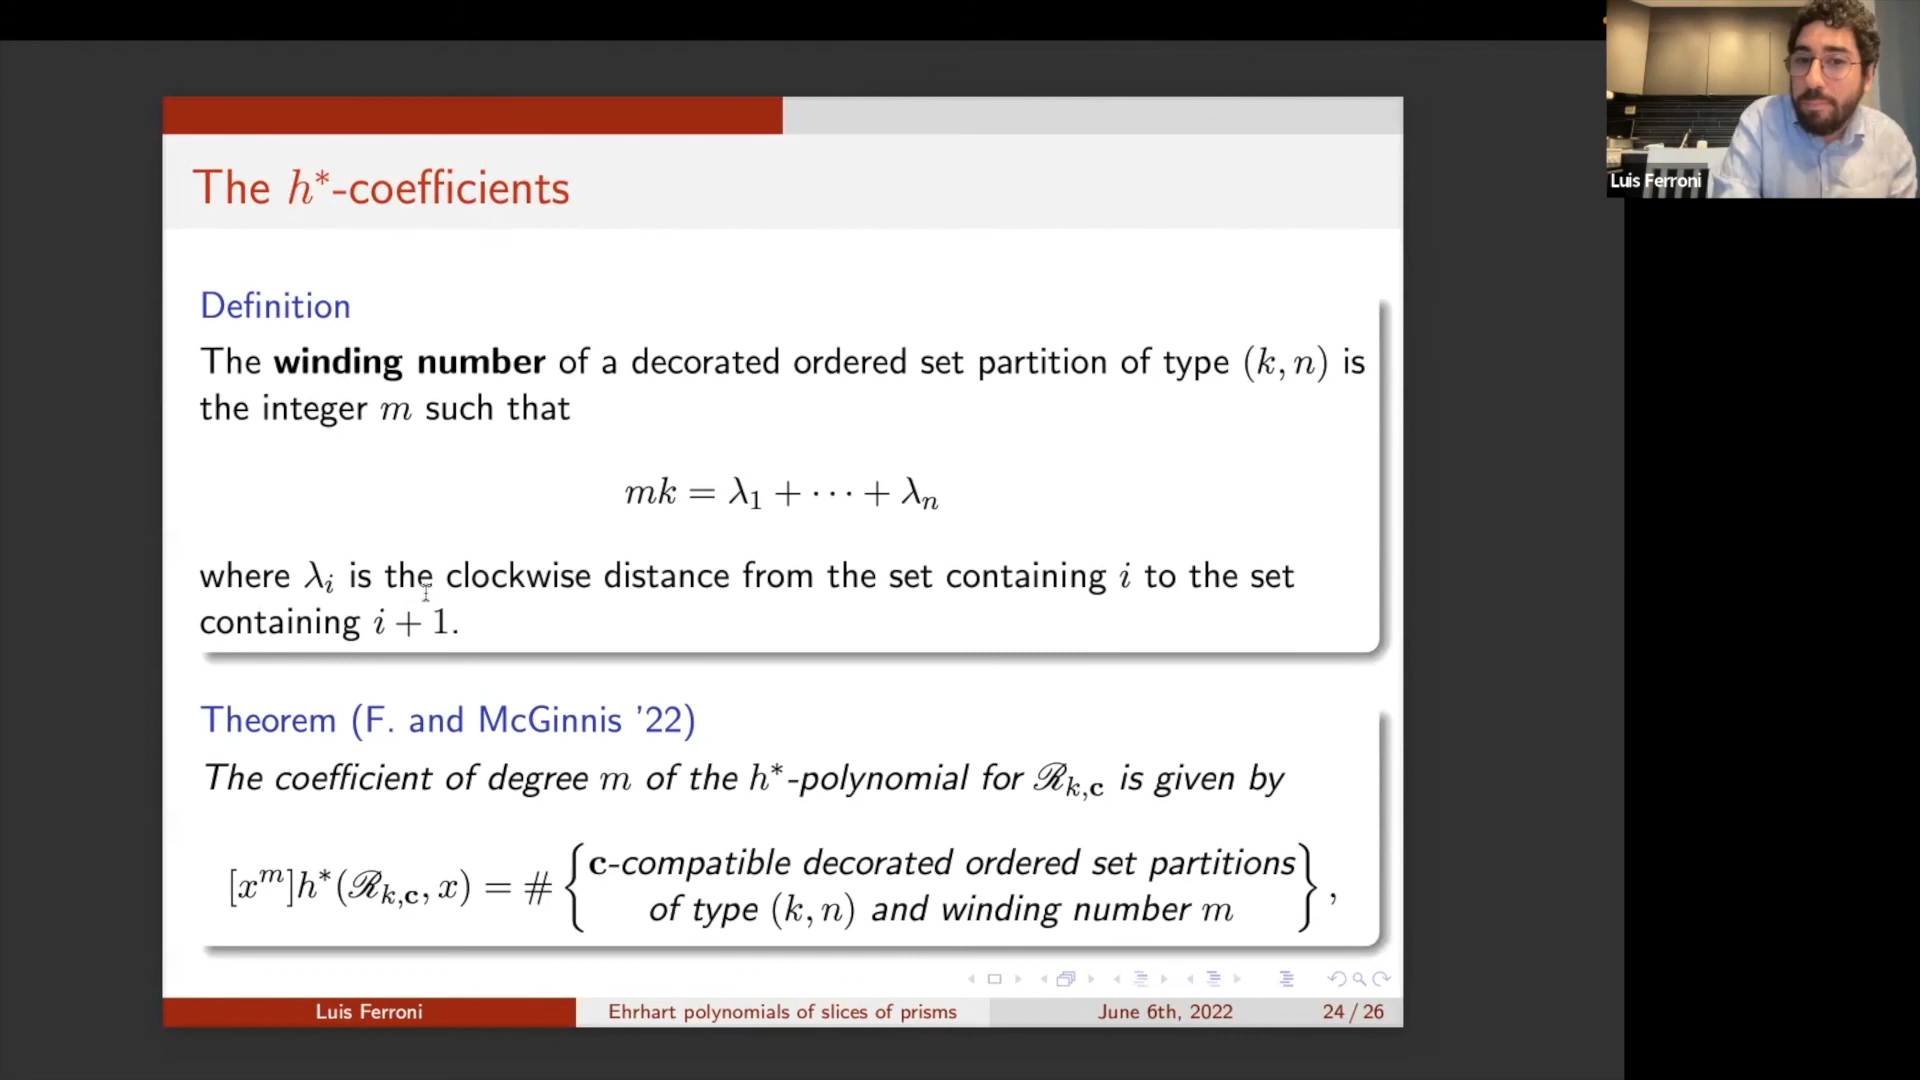 The h*-coefficients
Definition
The winding number of a decorated ordered set partition of type (k, n) is
the integer m such that
mk = λ₁ + ⋯ + λₙ
where λᵢ is the clockwise distance from the set containing i to the set
containing i + 1.
Theorem (F. and McGinnis '22)
The coefficient of degree m of the h*-polynomial for ℛ_{k,c} is given by
[xᵐ]h*(ℛ_{k,c}, x) = # { c-compatible decorated ordered set partitions
of type (k, n) and winding number m } ,
Luis Ferroni Ehrhart polynomials of slices of prisms June 6th, 2022 24 / 26
Luis Ferroni